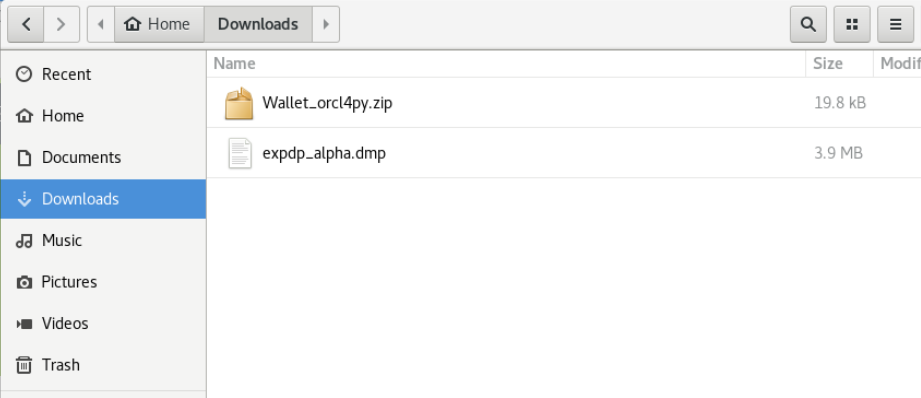 Home Downloads
Name Size Modif
Recent
Wallet_orcl4py.zip 19.8 kB
Home
expdp_alpha.dmp 3.9 MB
Documents
Downloads
Music
Pictures
Videos
Trash